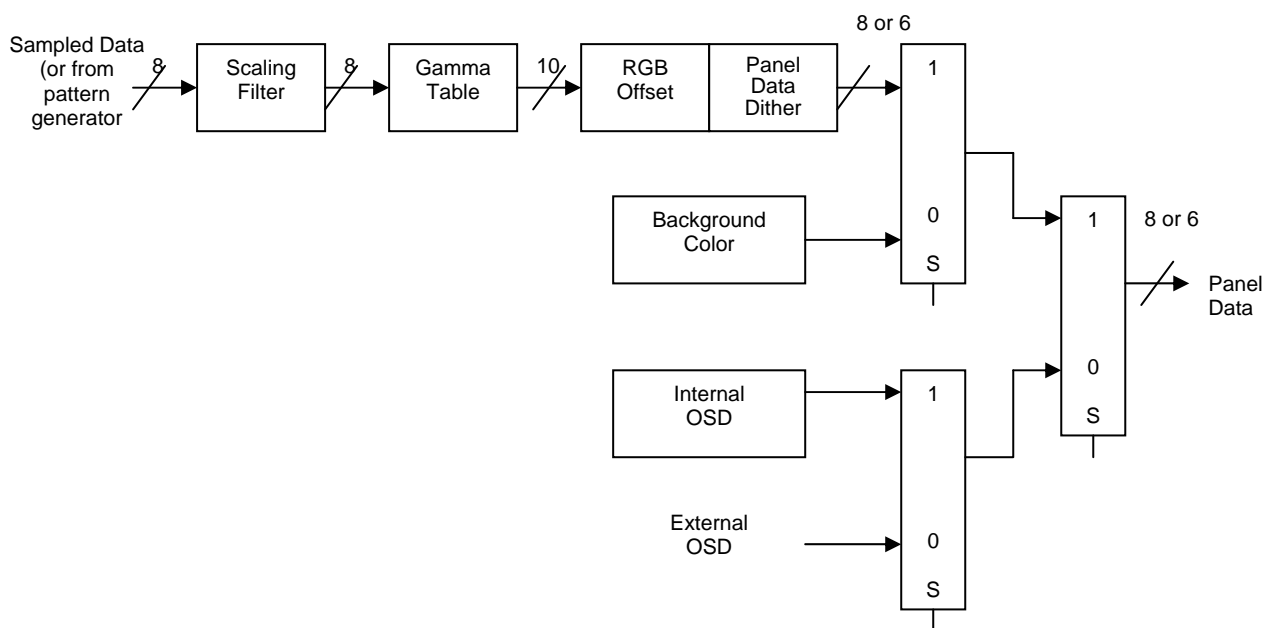 8 or 6
Sampled Data
(or from
pattern
generator
8
Scaling
Filter
8
Gamma
Table
10
RGB
Offset
Panel
Data
Dither
1
0
S
Background
Color
1
0
S
8 or 6
Panel
Data
Internal
OSD
External
OSD
1
0
S